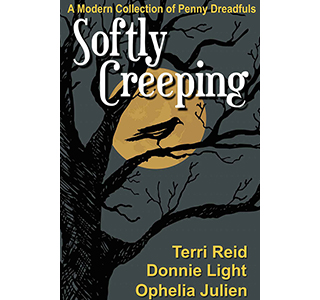 A Modern Collection of Penny Dreadfuls
Softly
Creeping
Terri Reid
Donnie Light
Ophelia Julien